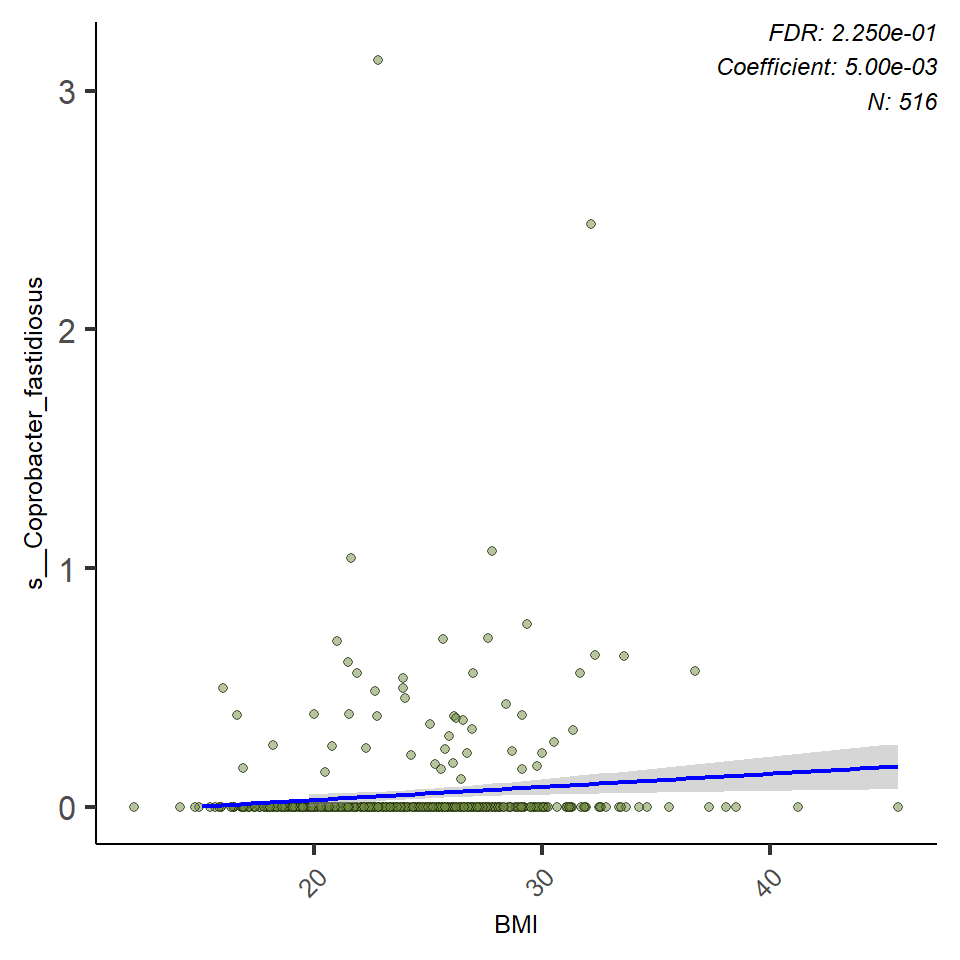 FDR: 2.250e-01
Coefficient: 5.00e-03
N: 516
3
2
1
0
s__Coprobacter_fastidiosus
20
30
40
BMI